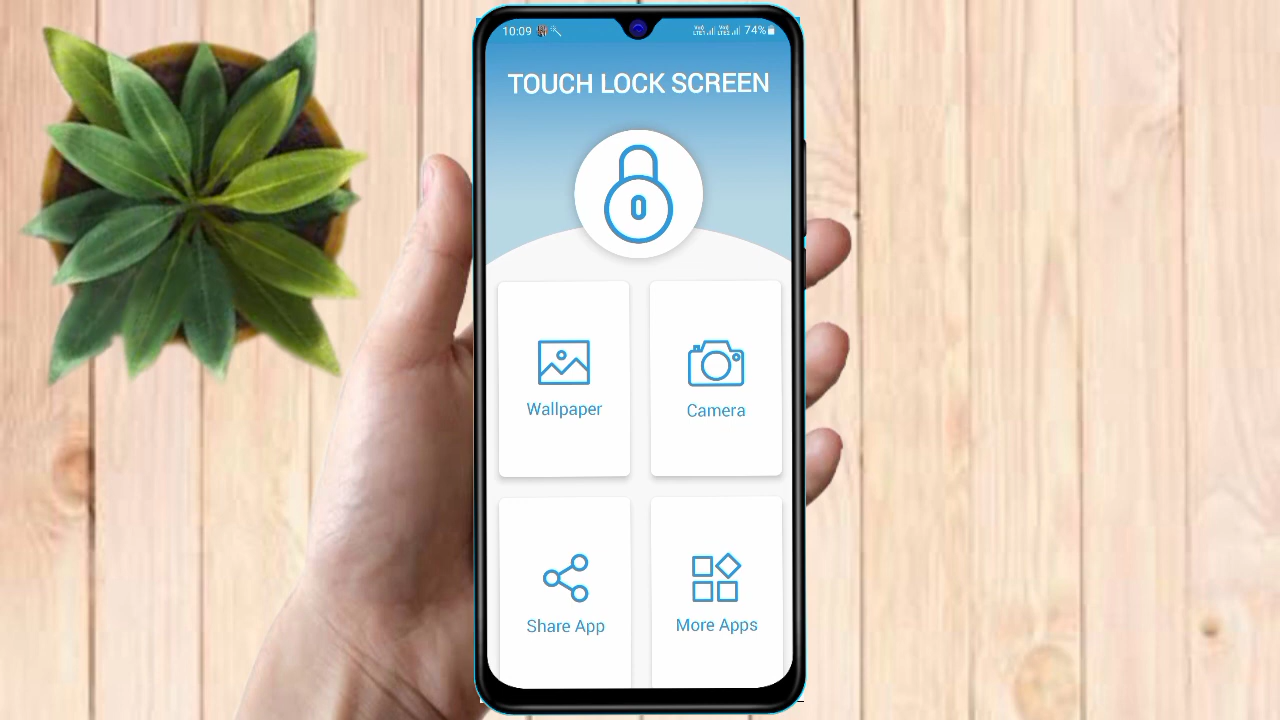 10:09 74%
TOUCH LOCK SCREEN
Wallpaper
Camera
Share App
More Apps